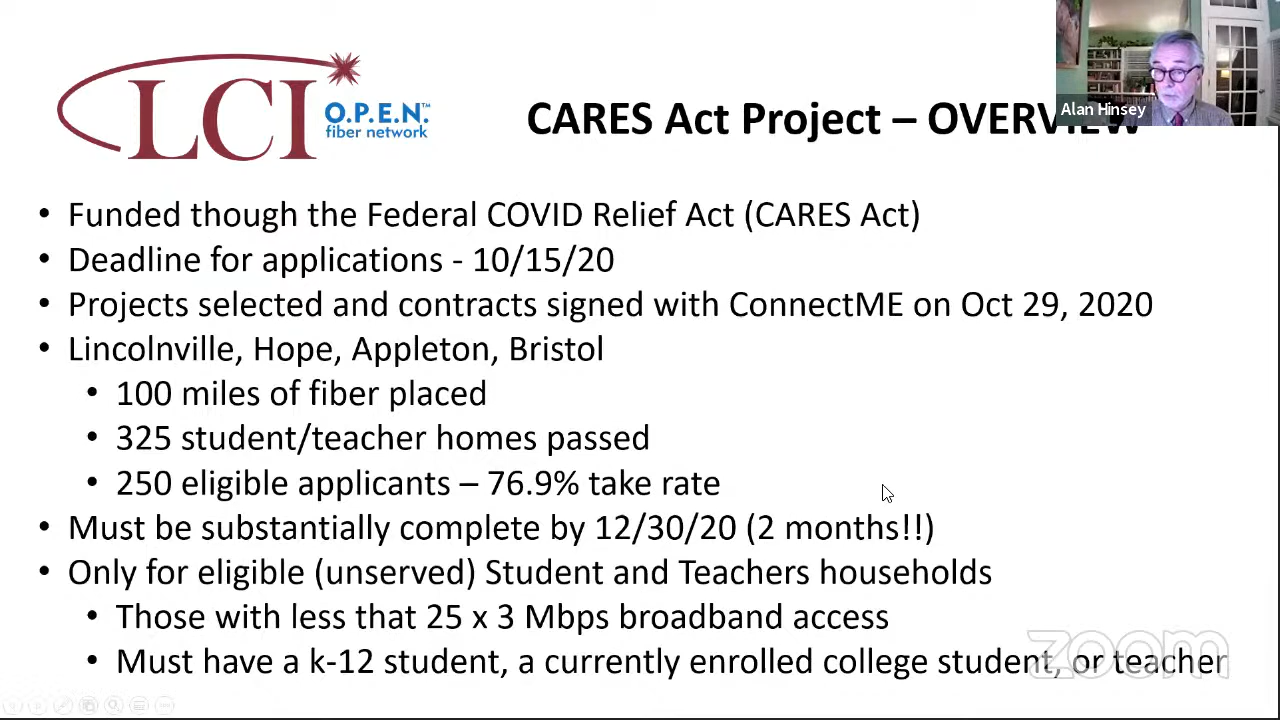 LCI
O.P.E.N.™
fiber network
CARES Act Project – OVERVIEW
Alan Hinsey
• Funded though the Federal COVID Relief Act (CARES Act)
• Deadline for applications - 10/15/20
• Projects selected and contracts signed with ConnectME on Oct 29, 2020
• Lincolnville, Hope, Appleton, Bristol
• 100 miles of fiber placed
• 325 student/teacher homes passed
• 250 eligible applicants – 76.9% take rate
• Must be substantially complete by 12/30/20 (2 months!!)
• Only for eligible (unserved) Student and Teachers households
• Those with less that 25 x 3 Mbps broadband access
• Must have a k-12 student, a currently enrolled college student, or teacher
zoom